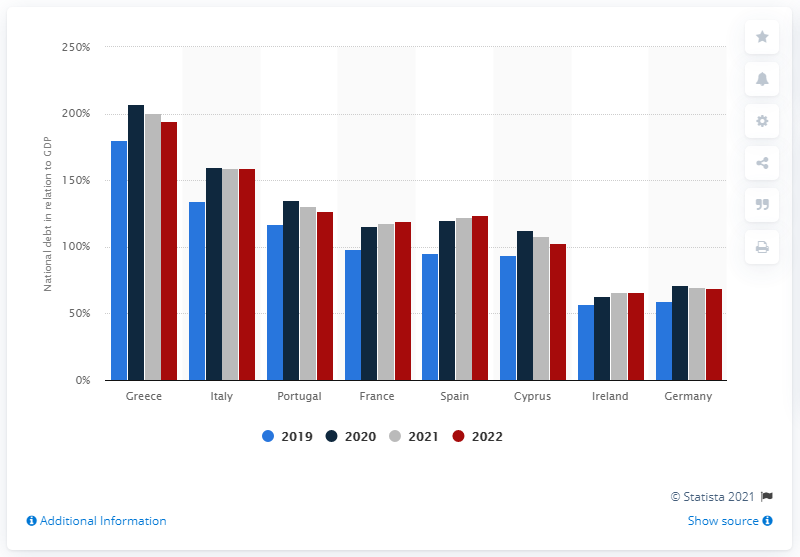 National debt in relation to GDP
250%
200%
150%
100%
50%
0%
Greece Italy Portugal France Spain Cyprus Ireland Germany
2019 2020 2021 2022
© Statista 2021
Additional Information Show source